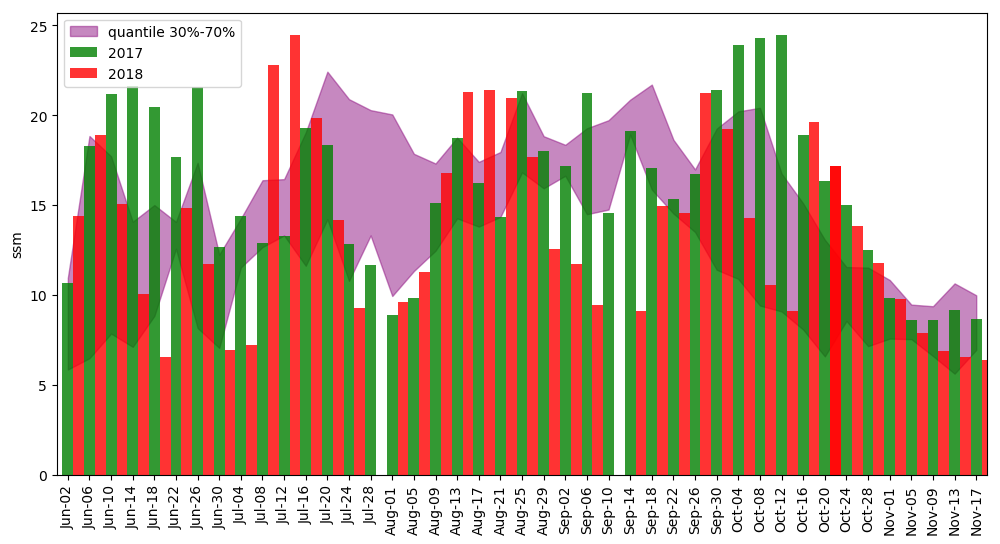 quantile 30%-70%
2017
2018
ssm
25
20
15
10
5
0
Jun-02
Jun-06
Jun-10
Jun-14
Jun-18
Jun-22
Jun-26
Jun-30
Jul-04
Jul-08
Jul-12
Jul-16
Jul-20
Jul-24
Jul-28
Aug-01
Aug-05
Aug-09
Aug-13
Aug-17
Aug-21
Aug-25
Aug-29
Sep-02
Sep-06
Sep-10
Sep-14
Sep-18
Sep-22
Sep-26
Sep-30
Oct-04
Oct-08
Oct-12
Oct-16
Oct-20
Oct-24
Oct-28
Nov-01
Nov-05
Nov-09
Nov-13
Nov-17